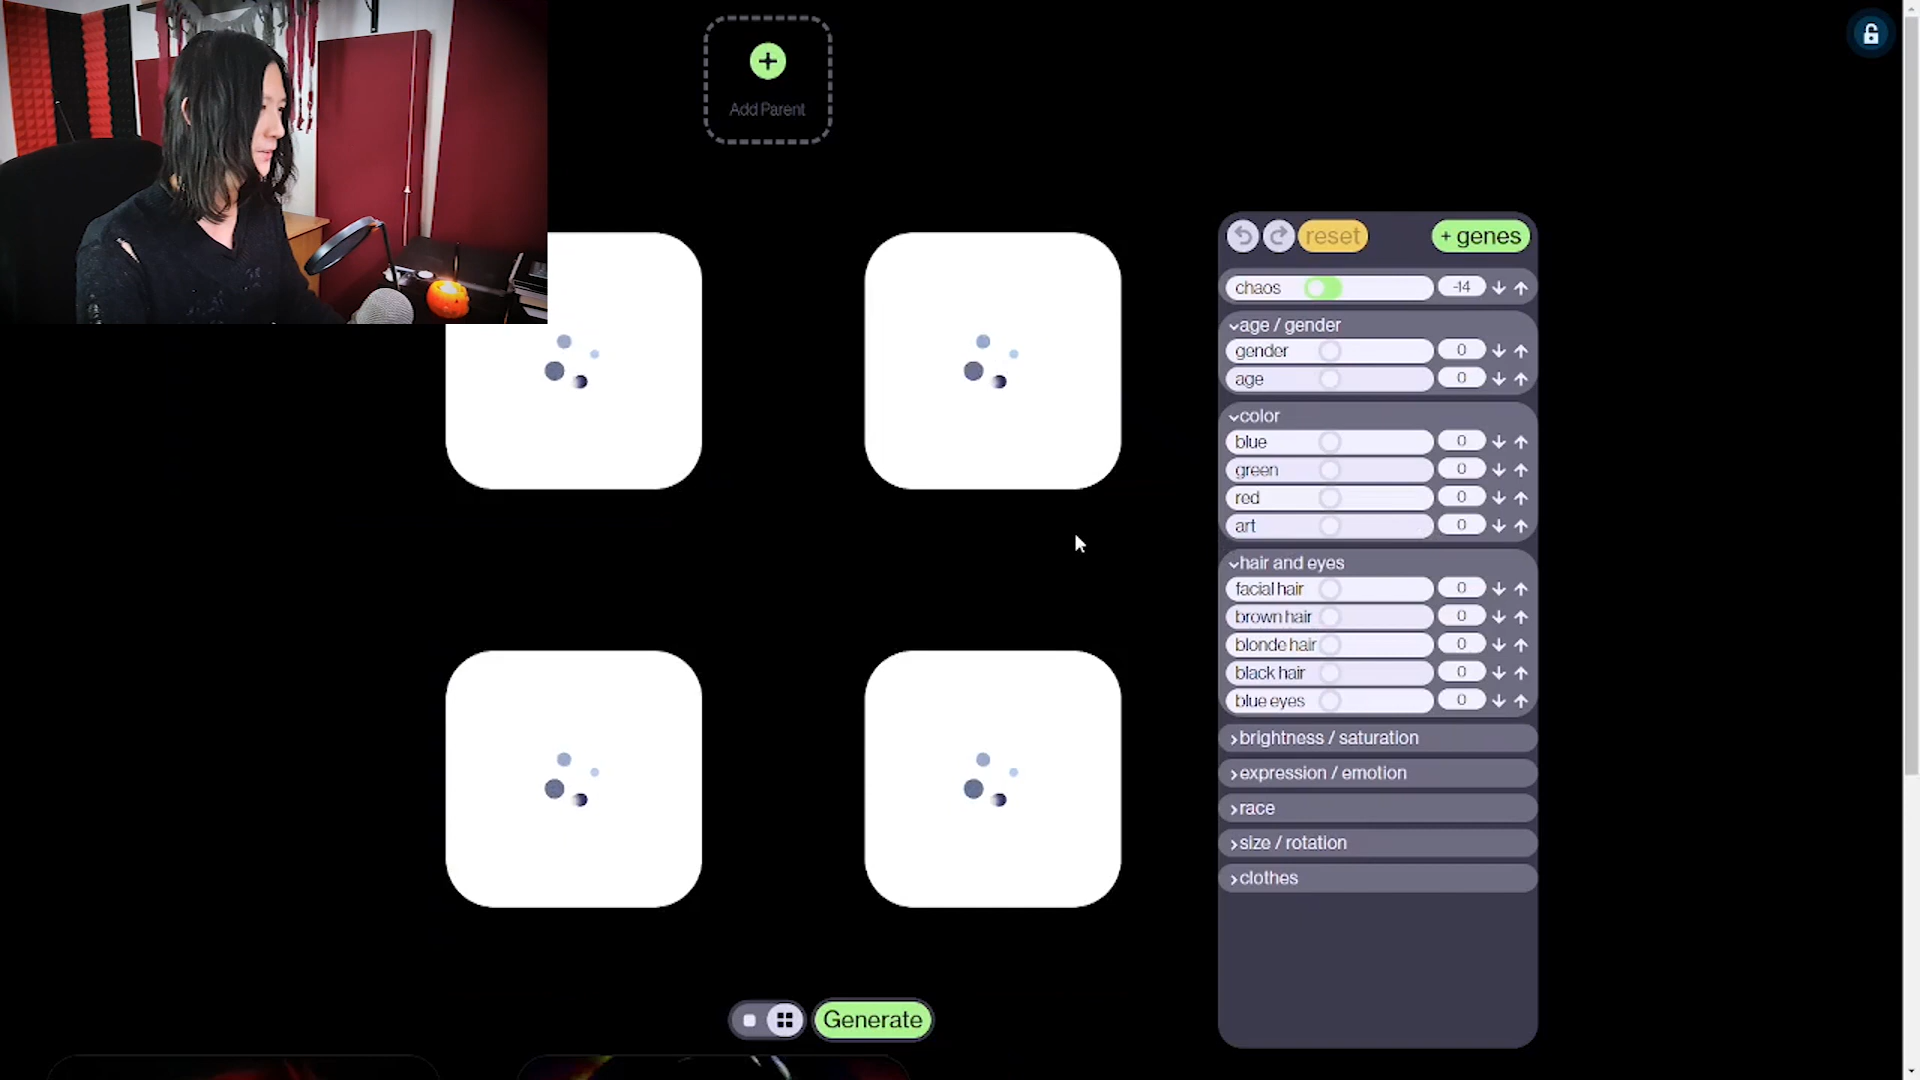 Add Parent
reset
+ genes
chaos -14
age / gender
gender 0
age 0
color
blue 0
green 0
red 0
art 0
hair and eyes
facial hair 0
brown hair 0
blonde hair 0
black hair 0
blue eyes 0
brightness / saturation
expression / emotion
race
size / rotation
clothes
Generate